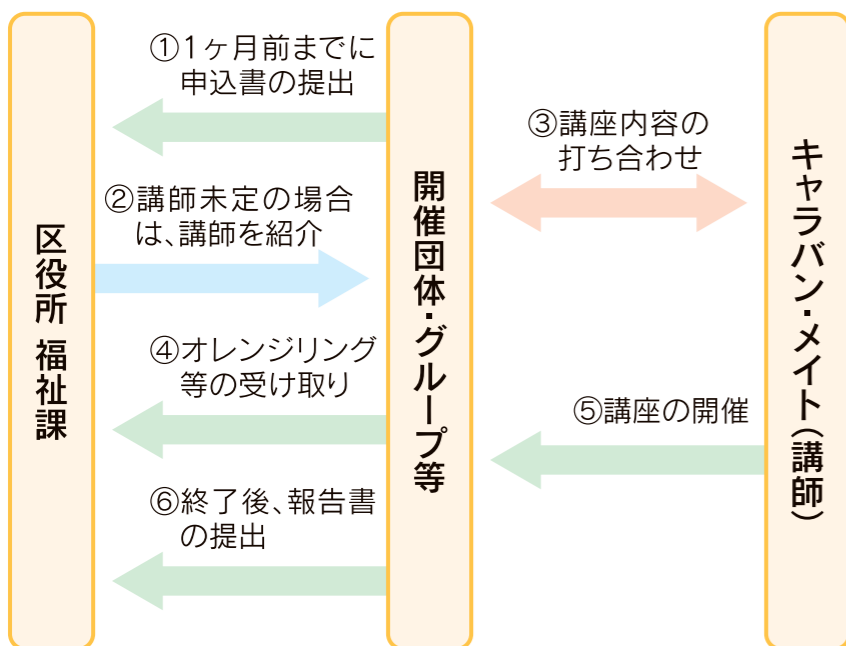 区役所 福祉課
①1ヶ月前までに
申込書の提出
②講師未定の場合
は、講師を紹介
④オレンジリング
等の受け取り
⑥終了後、報告書
の提出
開催団体・グループ等
③講座内容の
打ち合わせ
⑤講座の開催
キャラバン・メイト(講師)